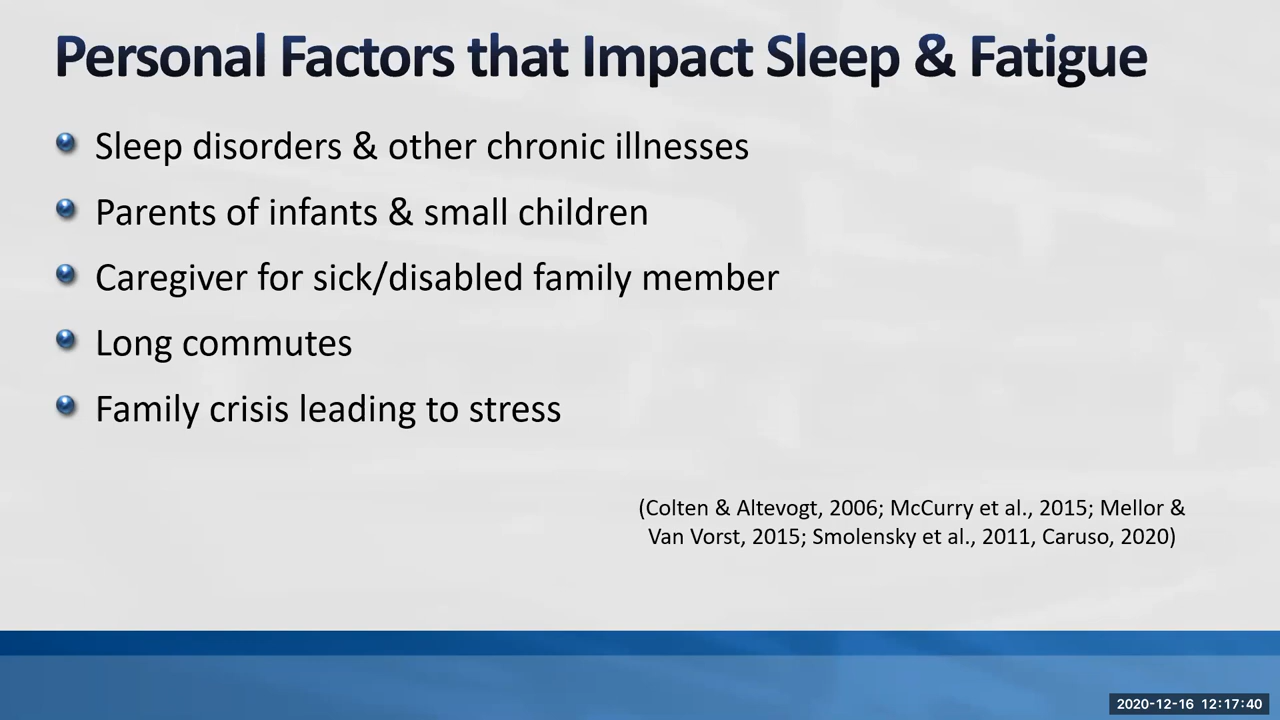 Personal Factors that Impact Sleep & Fatigue
Sleep disorders & other chronic illnesses
Parents of infants & small children
Caregiver for sick/disabled family member
Long commutes
Family crisis leading to stress
(Colten & Altevogt, 2006; McCurry et al., 2015; Mellor &
Van Vorst, 2015; Smolensky et al., 2011, Caruso, 2020)
2020-12-16 12:17:40